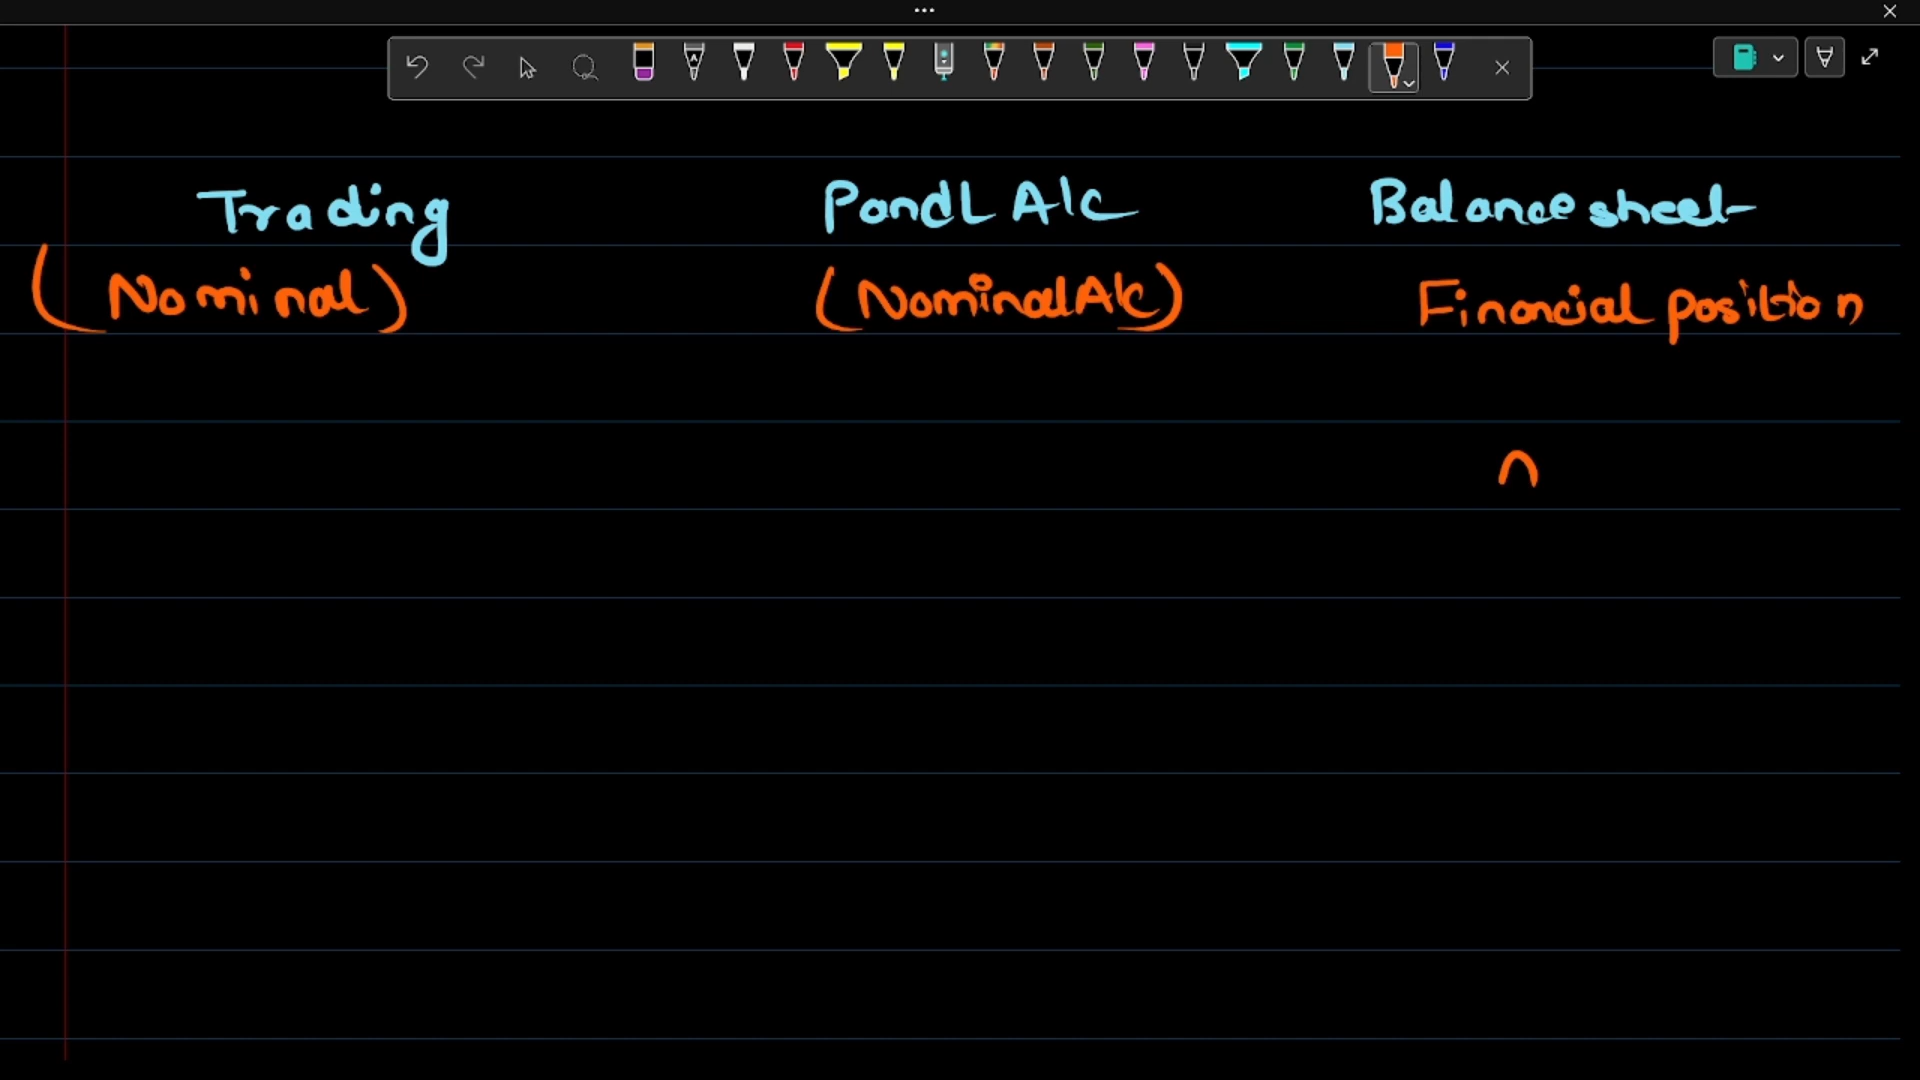 Trading PandL A/c Balance sheet
(Nominal) (Nominal A/c) Financial position